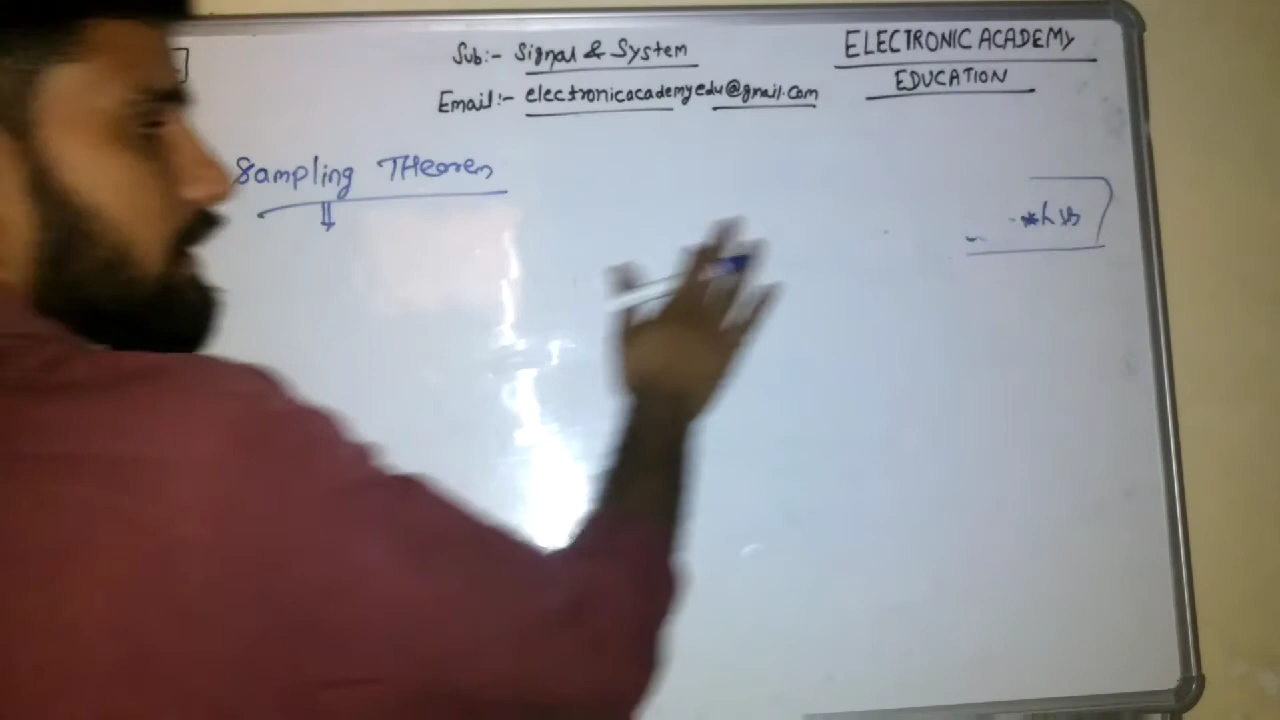 Sub:- Signal & System
Email:- electronicacademyedu@gmail.com
ELECTRONIC ACADEMY
EDUCATION
Sampling THeorem